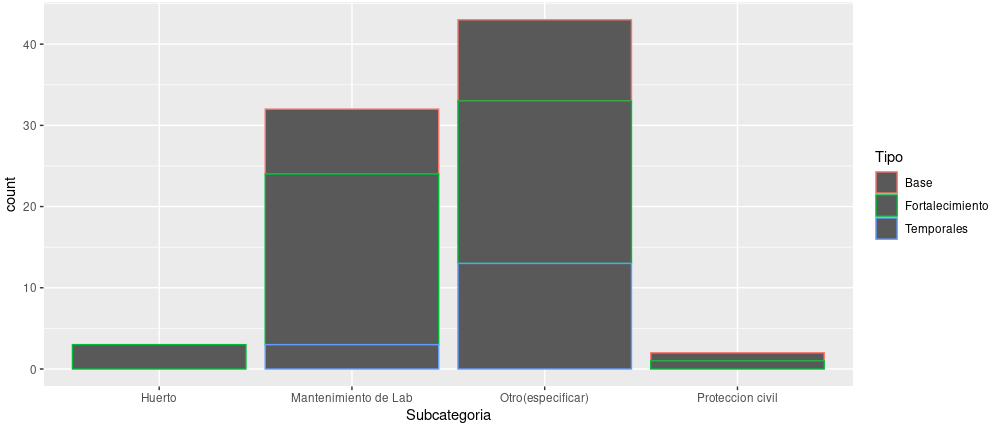 40
30
20
10
0
count
Huerto
Mantenimiento de Lab
Otro(especificar)
Proteccion civil
Subcategoria
Tipo
Base
Fortalecimiento
Temporales